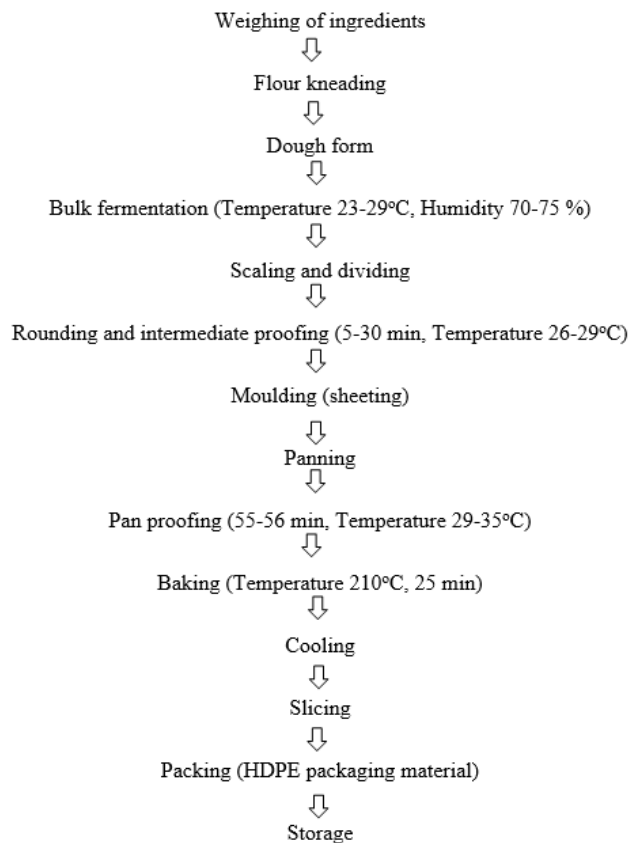 Weighing of ingredients
Flour kneading
Dough form
Bulk fermentation (Temperature 23-29°C, Humidity 70-75 %)
Scaling and dividing
Rounding and intermediate proofing (5-30 min, Temperature 26-29°C)
Moulding (sheeting)
Panning
Pan proofing (55-56 min, Temperature 29-35°C)
Baking (Temperature 210°C, 25 min)
Cooling
Slicing
Packing (HDPE packaging material)
Storage